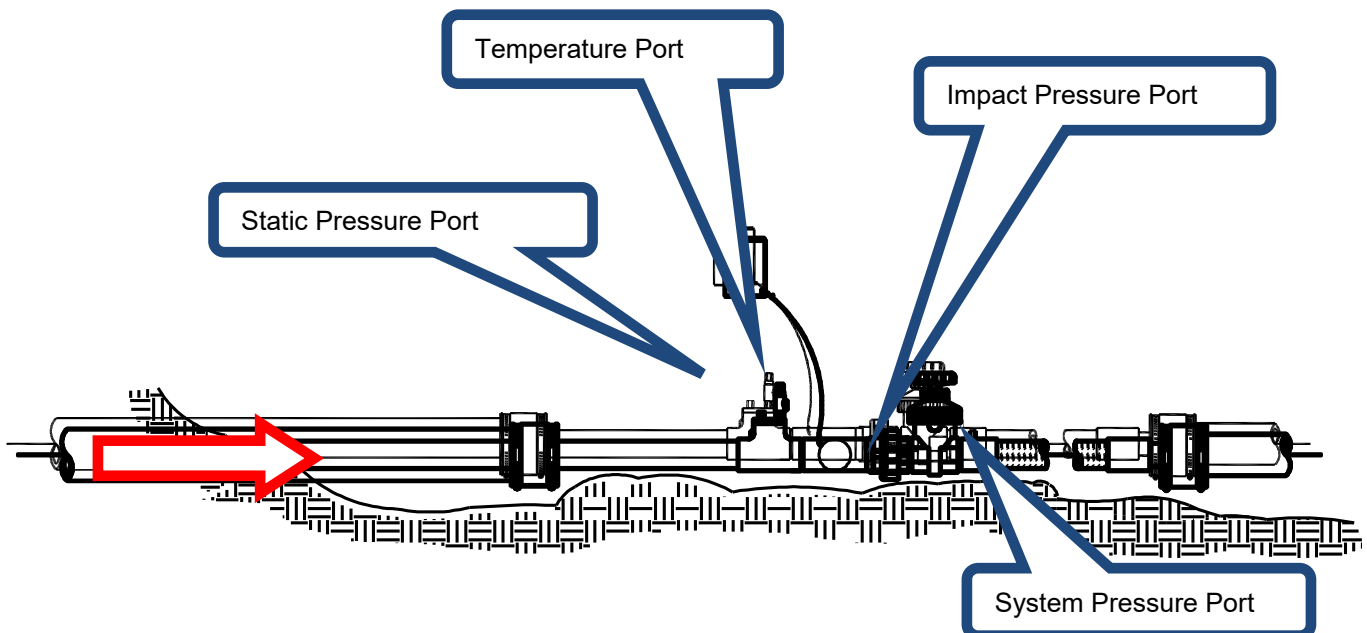 Temperature Port
Impact Pressure Port
Static Pressure Port
System Pressure Port